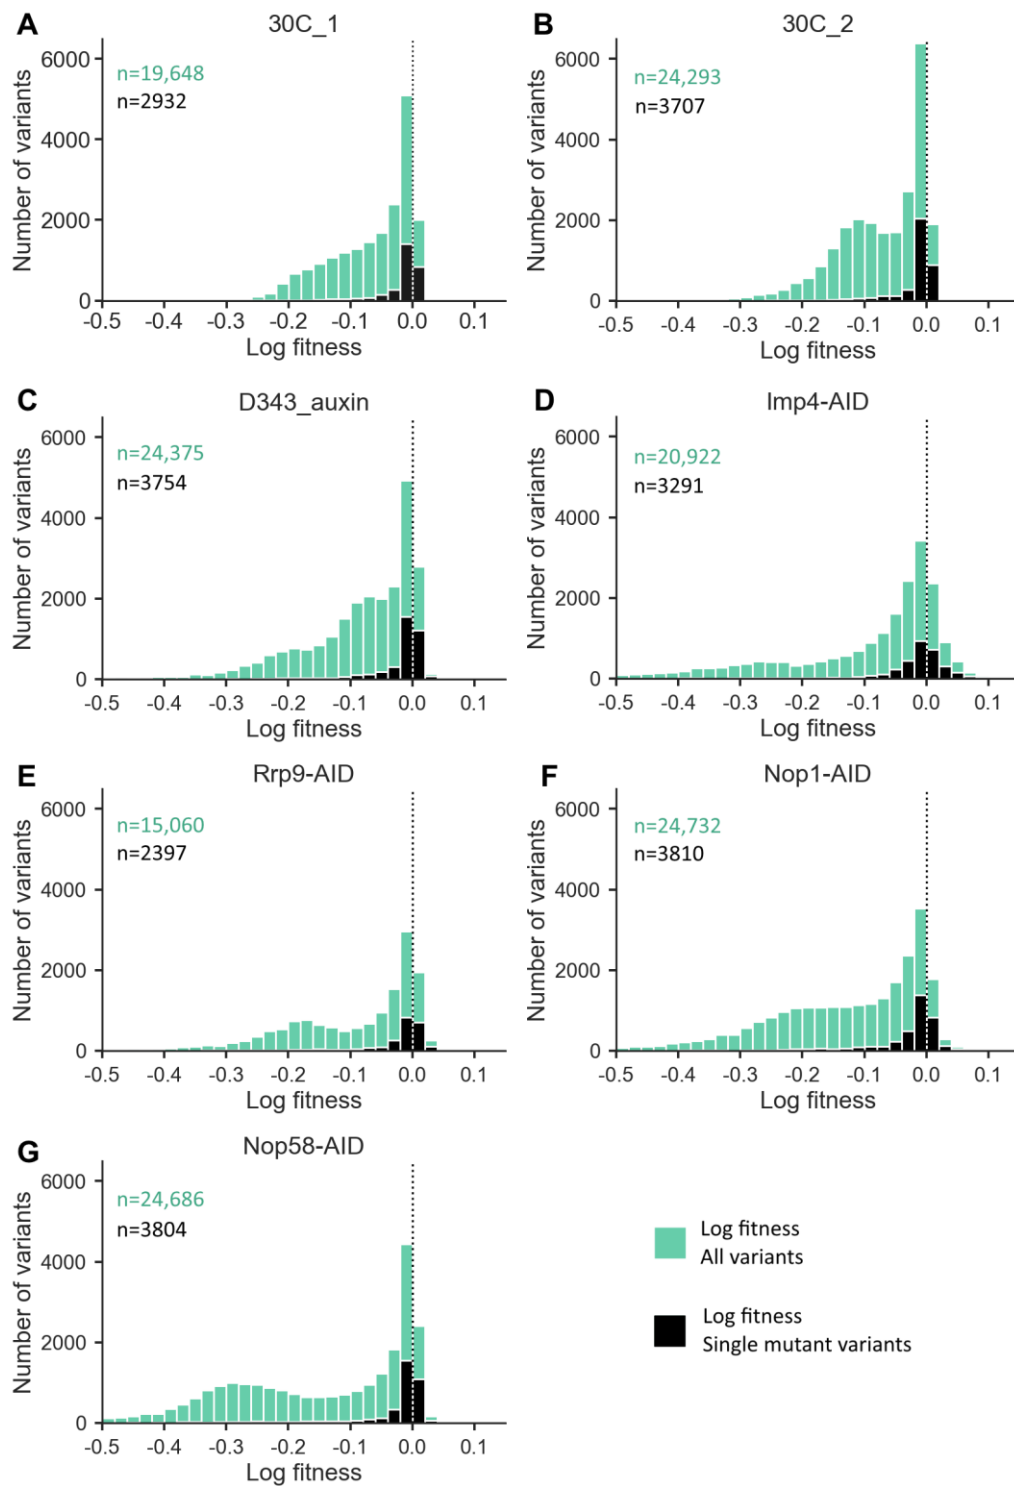 A
30C_1
6000
4000
2000
0
Number of variants
n=19,648
n=2932
-0.5 -0.4 -0.3 -0.2 -0.1 0.0 0.1
Log fitness
B
30C_2
6000
4000
2000
0
Number of variants
n=24,293
n=3707
-0.5 -0.4 -0.3 -0.2 -0.1 0.0 0.1
Log fitness
C
D343_auxin
6000
4000
2000
0
Number of variants
n=24,375
n=3754
-0.5 -0.4 -0.3 -0.2 -0.1 0.0 0.1
Log fitness
D
Imp4-AID
6000
4000
2000
0
Number of variants
n=20,922
n=3291
-0.5 -0.4 -0.3 -0.2 -0.1 0.0 0.1
Log fitness
E
Rrp9-AID
6000
4000
2000
0
Number of variants
n=15,060
n=2397
-0.5 -0.4 -0.3 -0.2 -0.1 0.0 0.1
Log fitness
F
Nop1-AID
6000
4000
2000
0
Number of variants
n=24,732
n=3810
-0.5 -0.4 -0.3 -0.2 -0.1 0.0 0.1
Log fitness
G
Nop58-AID
6000
4000
2000
0
Number of variants
n=24,686
n=3804
-0.5 -0.4 -0.3 -0.2 -0.1 0.0 0.1
Log fitness
Log fitness
All variants
Log fitness
Single mutant variants